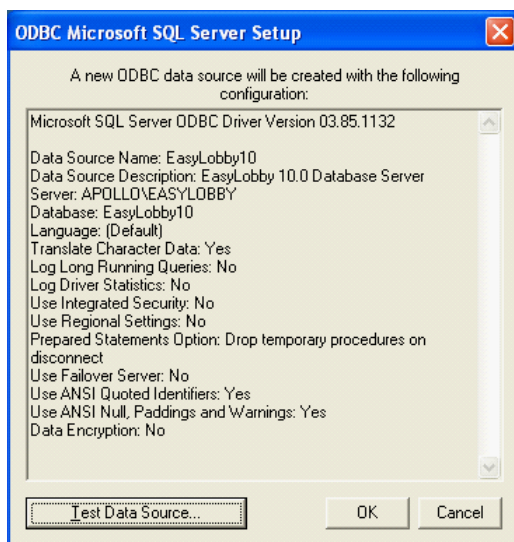 ODBC Microsoft SQL Server Setup
A new ODBC data source will be created with the following
configuration:
Microsoft SQL Server ODBC Driver Version 03.85.1132
Data Source Name: EasyLobby10
Data Source Description: EasyLobby 10.0 Database Server
Server: APOLLO\EASYLOBBY
Database: EasyLobby10
Language: (Default)
Translate Character Data: Yes
Log Long Running Queries: No
Log Driver Statistics: No
Use Integrated Security: No
Use Regional Settings: No
Prepared Statements Option: Drop temporary procedures on
disconnect
Use Failover Server: No
Use ANSI Quoted Identifiers: Yes
Use ANSI Null, Paddings and Warnings: Yes
Data Encryption: No
Test Data Source...
OK
Cancel